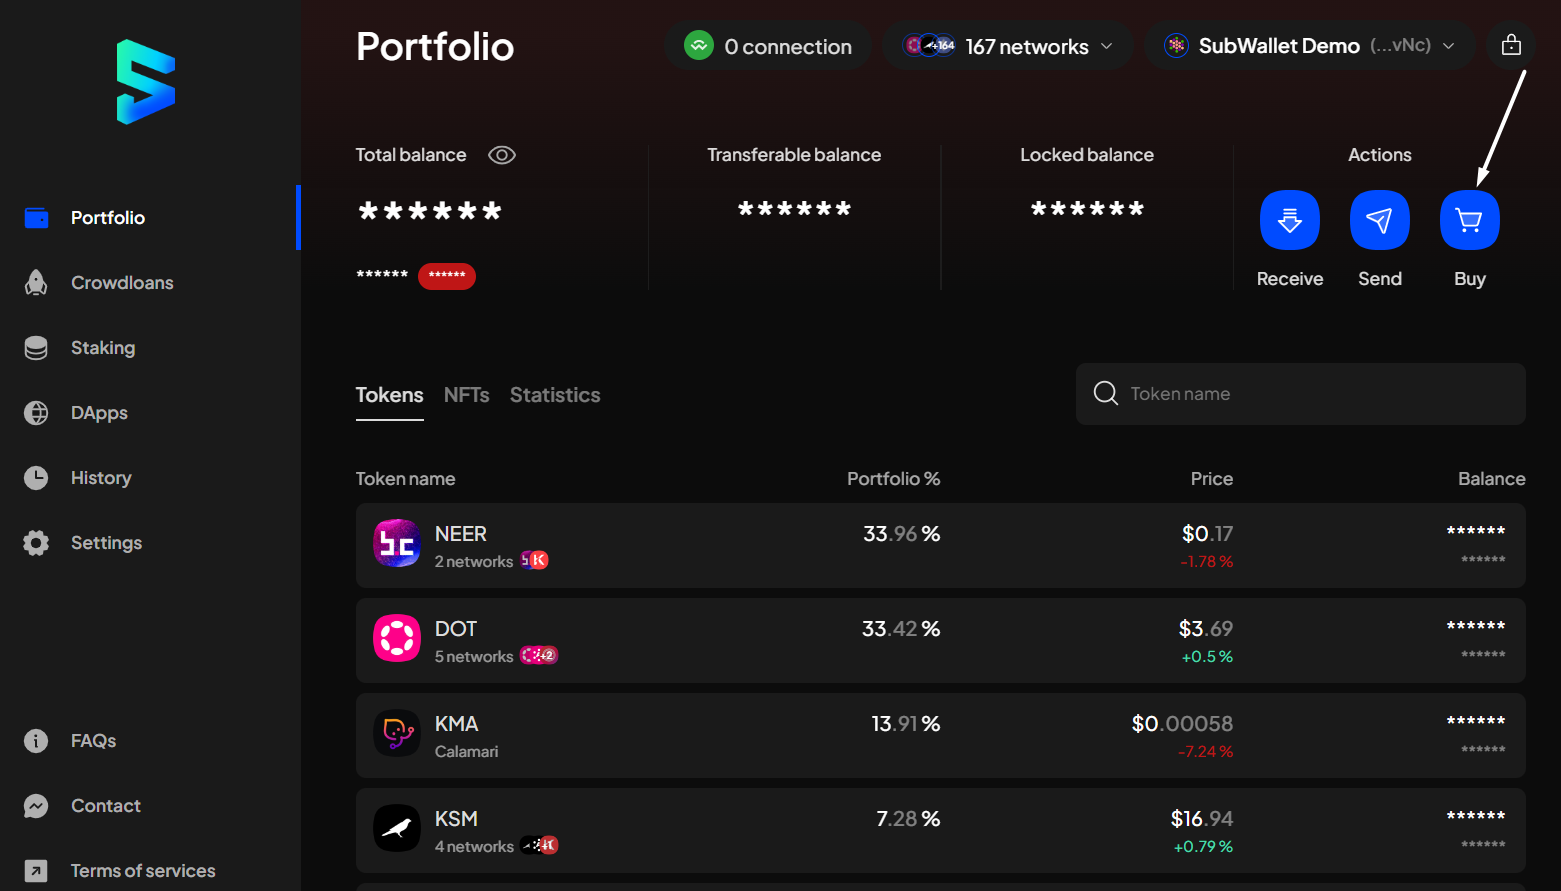 Portfolio
0 connection
+164 167 networks
SubWallet Demo (...vNc)
Total balance
Transferable balance
Locked balance
Actions
******
******
******
****** ******
Receive
Send
Buy
Portfolio
Crowdloans
Staking
DApps
History
Settings
FAQs
Contact
Terms of services
Tokens NFTs Statistics
Token name
Token name Portfolio % Price Balance
NEER 33.96 % $0.17 ******
2 networks -1.78 % ******
DOT 33.42 % $3.69 ******
5 networks +2 +0.5 % ******
KMA 13.91 % $0.00058 ******
Calamari -7.24 % ******
KSM 7.28 % $16.94 ******
4 networks +0.79 % ******